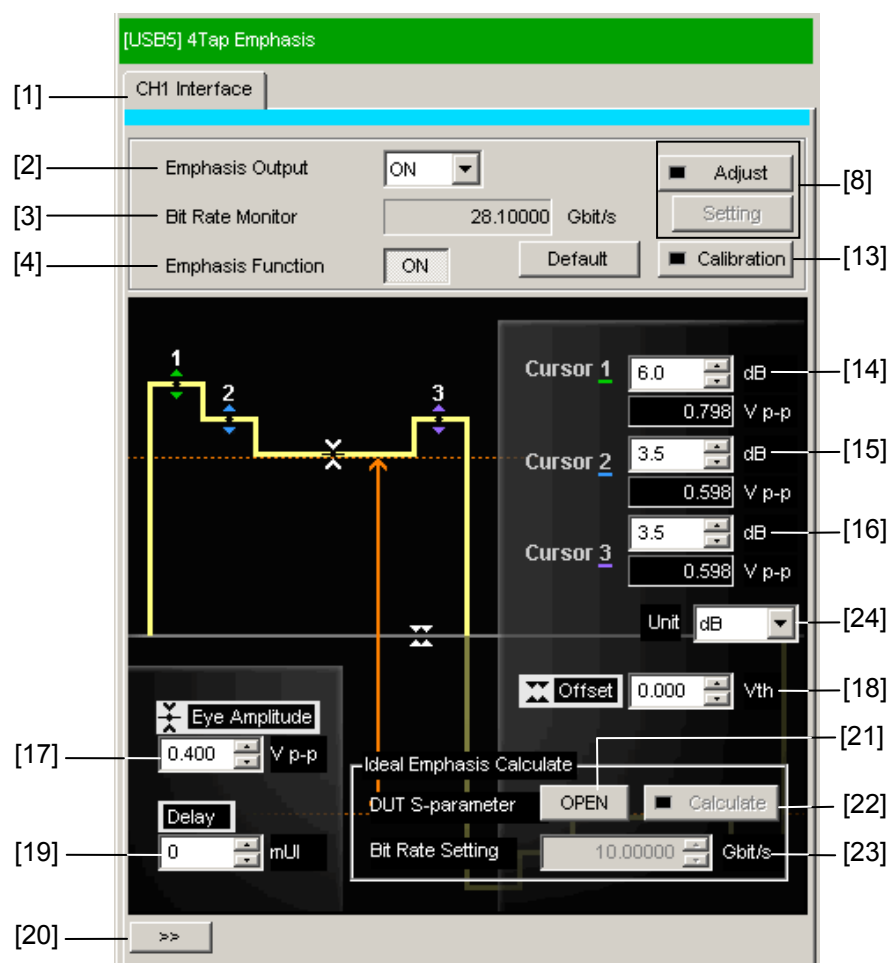 [USB5] 4Tap Emphasis
[1] CH1 Interface
[2] Emphasis Output ON Adjust [8]
[3] Bit Rate Monitor 28.10000 Gbit/s Setting
[4] Emphasis Function ON Default Calibration [13]
1 2 3
Cursor 1 6.0 dB [14]
0.798 V p-p
Cursor 2 3.5 dB [15]
0.598 V p-p
Cursor 3 3.5 dB [16]
0.598 V p-p
Unit dB [24]
Offset 0.000 Vth [18]
Eye Amplitude
[17] 0.400 V p-p
Delay
[19] 0 mUI
[21]
Ideal Emphasis Calculate
DUT S-parameter OPEN Calculate [22]
Bit Rate Setting 10.00000 Gbit/s [23]
[20] >>